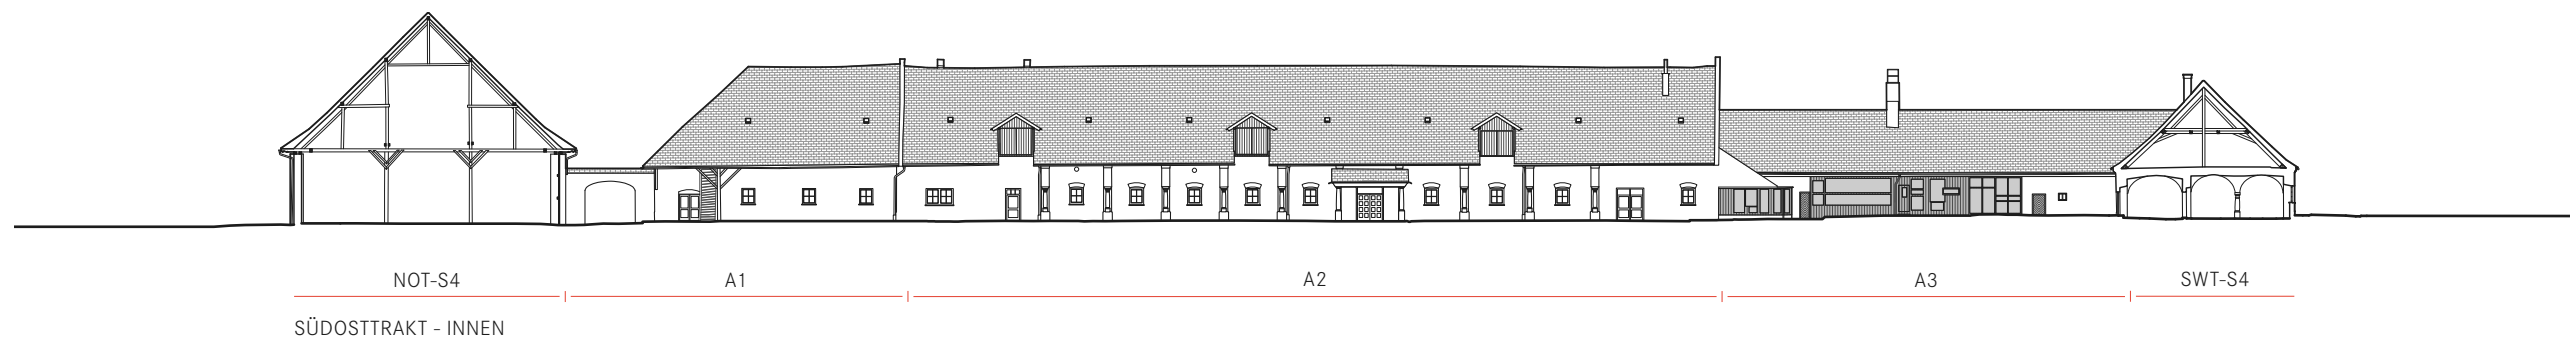 NOT-S4 A1 A2 A3 SWT-S4
SÜDOSTTRAKT - INNEN